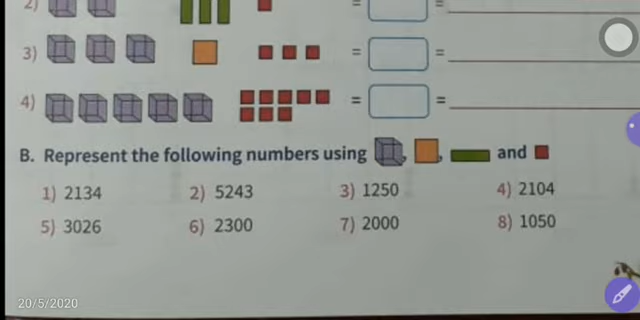 2) = =
3) = =
4) = =
B. Represent the following numbers using , , and
1) 2134 2) 5243 3) 1250 4) 2104
5) 3026 6) 2300 7) 2000 8) 1050
20/5/2020